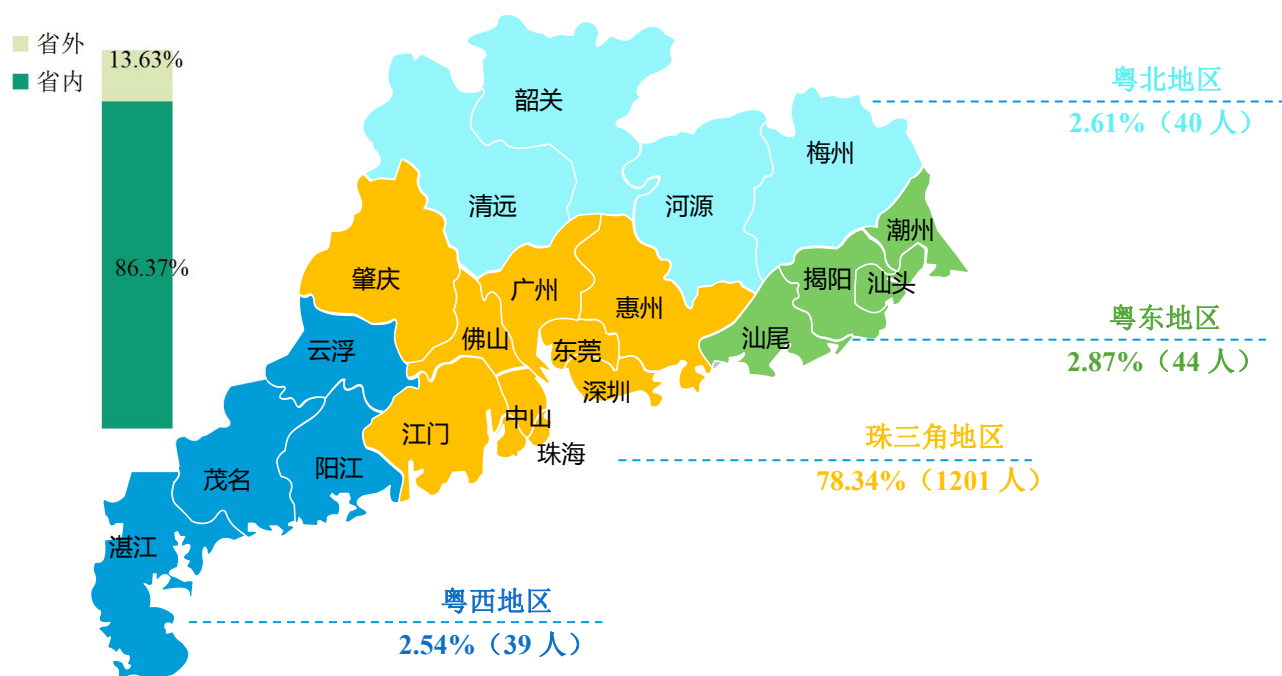 省外
省内
13.63%
86.37%
韶关
清远
河源
梅州
潮州
揭阳
汕头
汕尾
肇庆
广州
惠州
佛山
东莞
深圳
云浮
江门
中山
珠海
茂名
阳江
湛江
粤北地区
2.61%（40 人）
粤东地区
2.87%（44 人）
珠三角地区
78.34%（1201 人）
粤西地区
2.54%（39 人）